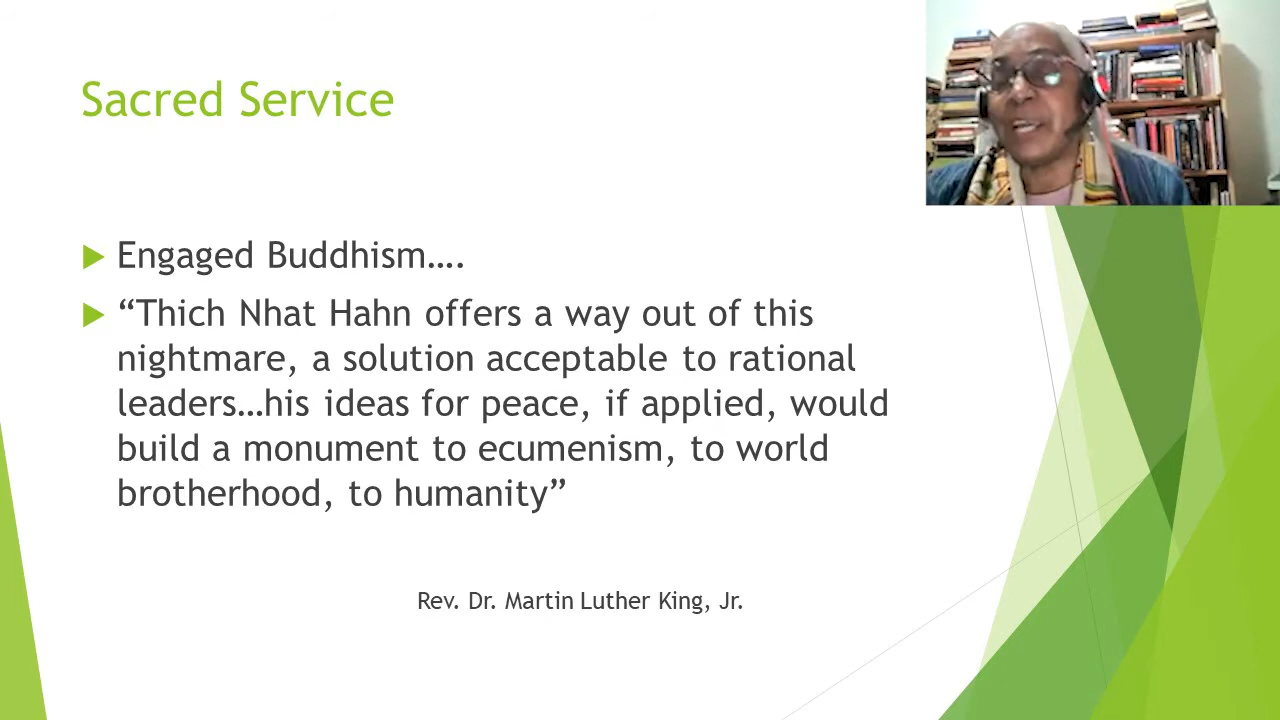 Sacred Service
Engaged Buddhism….
“Thich Nhat Hahn offers a way out of this
nightmare, a solution acceptable to rational
leaders…his ideas for peace, if applied, would
build a monument to ecumenism, to world
brotherhood, to humanity”
Rev. Dr. Martin Luther King, Jr.